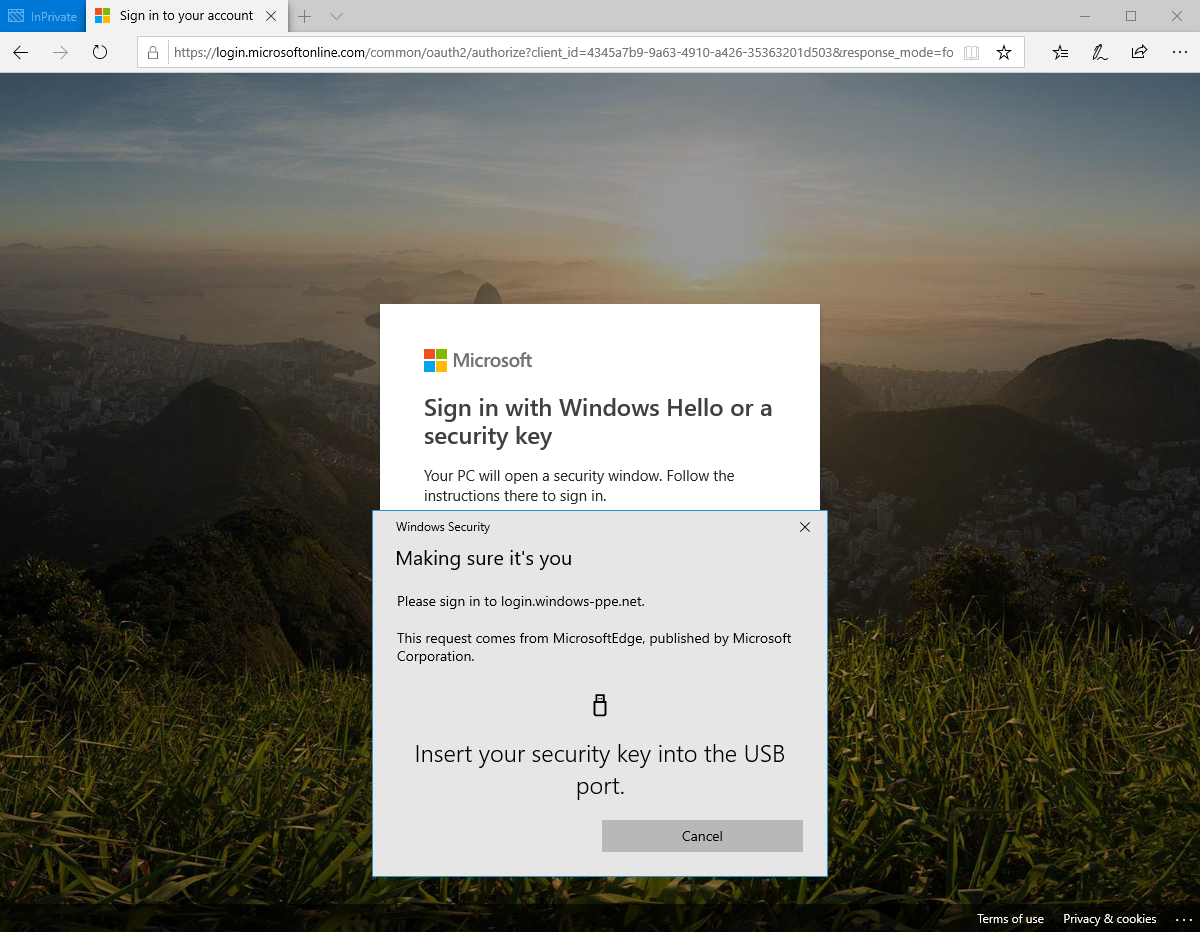 InPrivate
Sign in to your account
https://login.microsoftonline.com/common/oauth2/authorize?client_id=4345a7b9-9a63-4910-a426-35363201d503&response_mode=fo
Microsoft
Sign in with Windows Hello or a
security key
Your PC will open a security window. Follow the
instructions there to sign in.
Windows Security
Making sure it's you
Please sign in to login.windows-ppe.net.
This request comes from MicrosoftEdge, published by Microsoft
Corporation.
Insert your security key into the USB
port.
Cancel
Terms of use Privacy & cookies ...